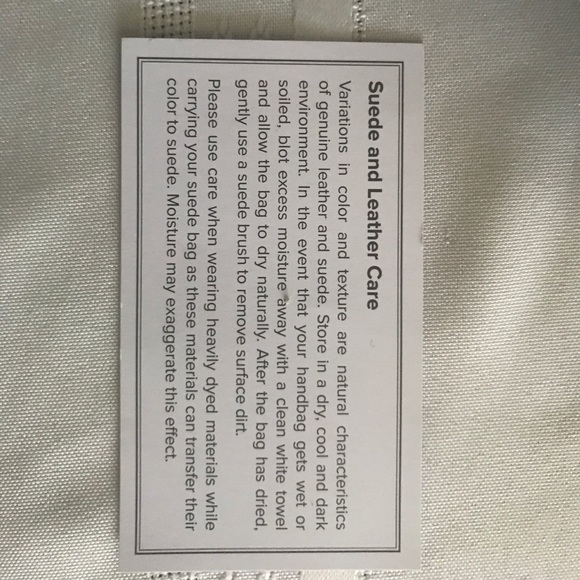 Suede and Leather Care
Variations in color and texture are natural characteristics
of genuine leather and suede. Store in a dry, cool and dark
environment. In the event that your handbag gets wet or
soiled, blot excess moisture away with a clean white towel
and allow the bag to dry naturally. After the bag has dried,
gently use a suede brush to remove surface dirt.
Please use care when wearing heavily dyed materials while
carrying your suede bag as these materials can transfer their
color to suede. Moisture may exaggerate this effect.